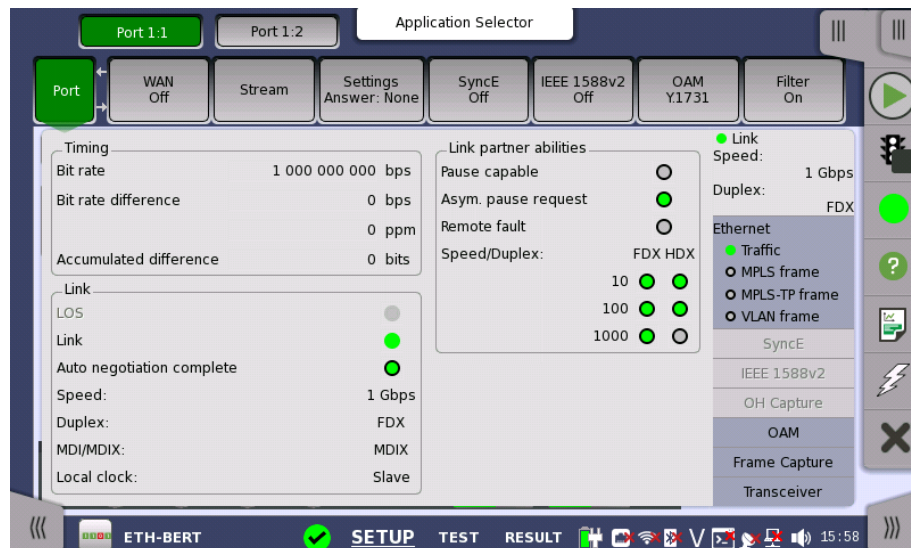 Application Selector
Port 1:1
Port 1:2
Port
WAN
Off
Stream
Settings
Answer: None
SyncE
Off
IEEE 1588v2
Off
OAM
Y.1731
Filter
On
Timing
Bit rate 1 000 000 000 bps
Bit rate difference 0 bps
0 ppm
Accumulated difference 0 bits
Link
LOS
Link
Auto negotiation complete
Speed: 1 Gbps
Duplex: FDX
MDI/MDIX: MDIX
Local clock: Slave
Link partner abilities
Pause capable
Asym. pause request
Remote fault
Speed/Duplex: FDX HDX
10
100
1000
Link
Speed:
1 Gbps
Duplex:
FDX
Ethernet
Traffic
MPLS frame
MPLS-TP frame
VLAN frame
SyncE
IEEE 1588v2
OH Capture
OAM
Frame Capture
Transceiver
ETH-BERT SETUP TEST RESULT V 15:58